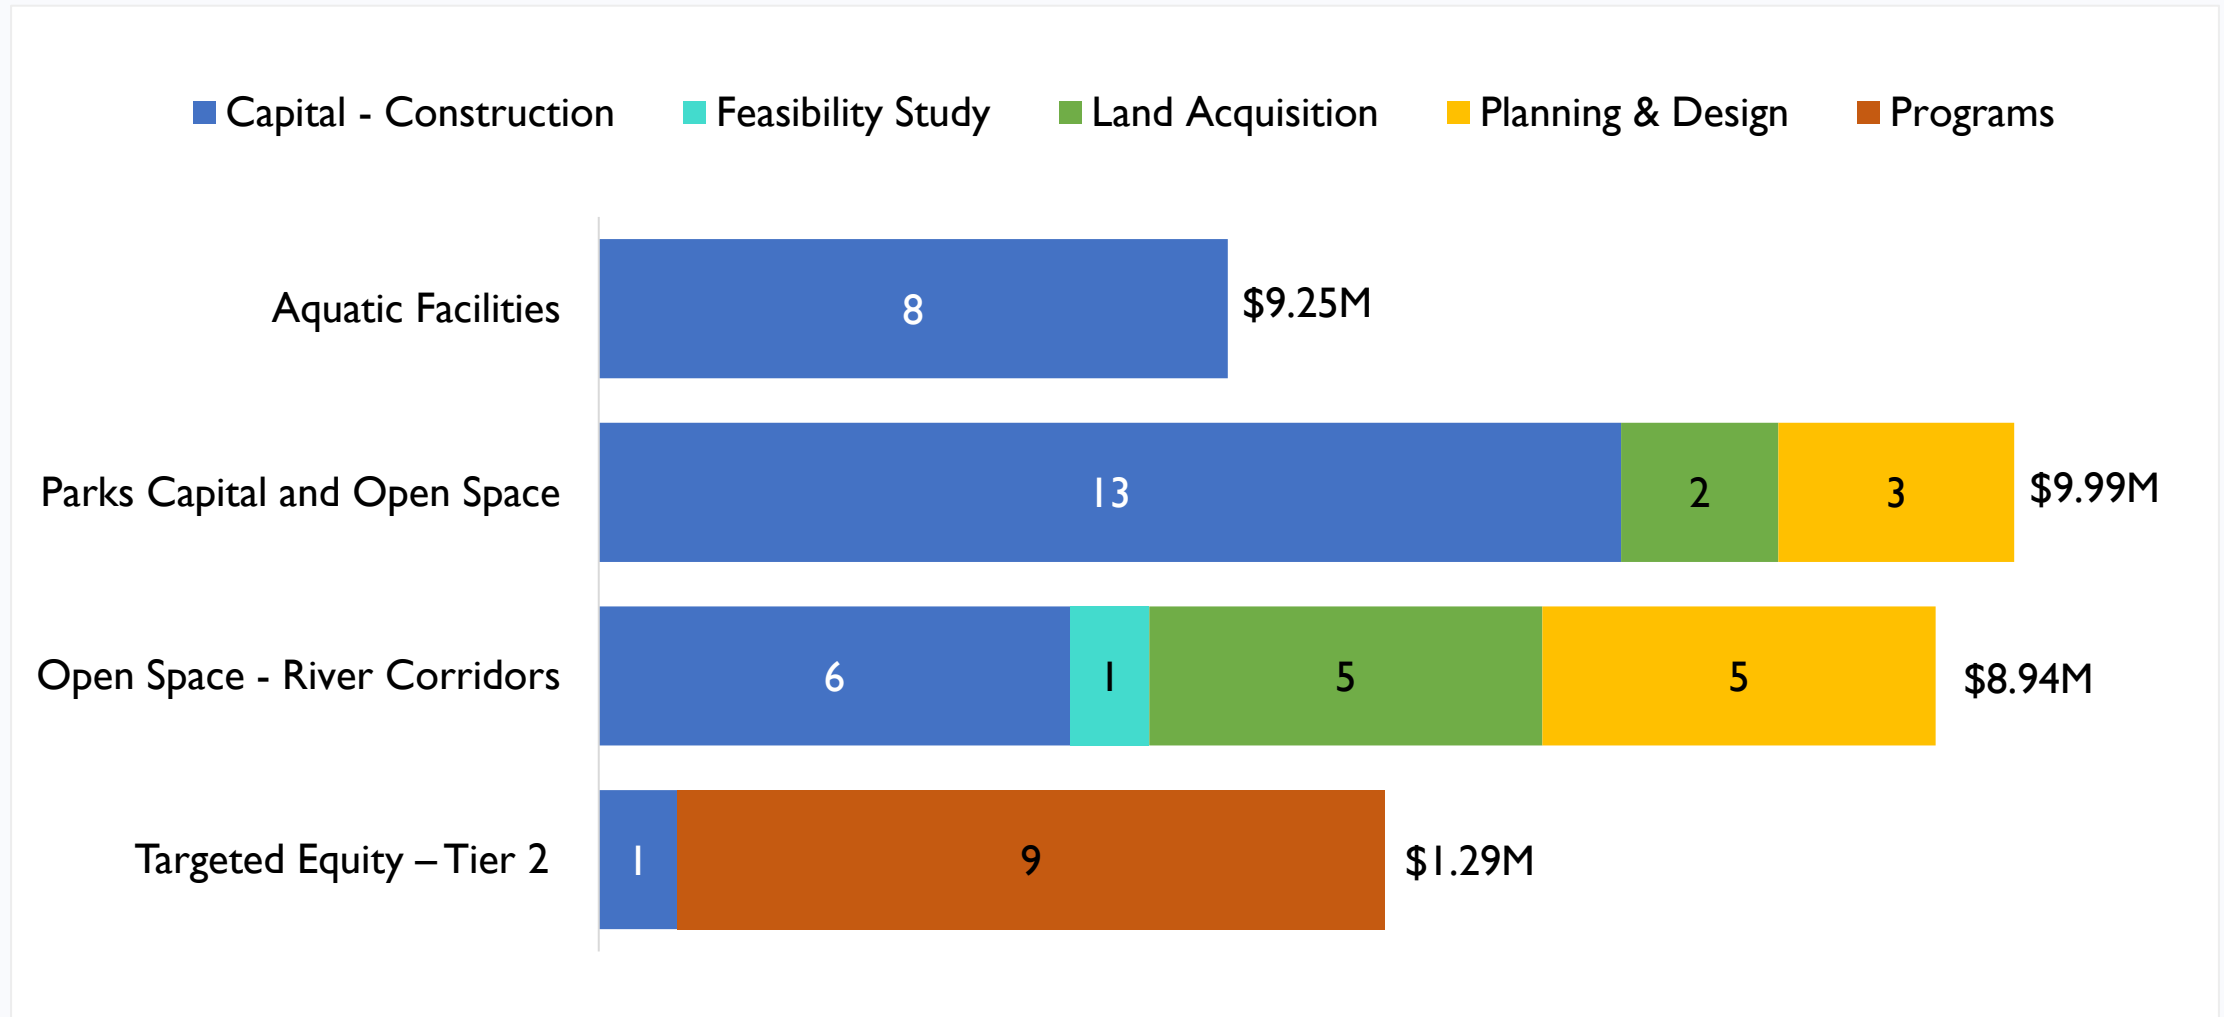 Capital - Construction Feasibility Study Land Acquisition Planning & Design Programs
Aquatic Facilities 8 $9.25M
Parks Capital and Open Space 13 2 3 $9.99M
Open Space - River Corridors 6 1 5 5 $8.94M
Targeted Equity – Tier 2 1 9 $1.29M